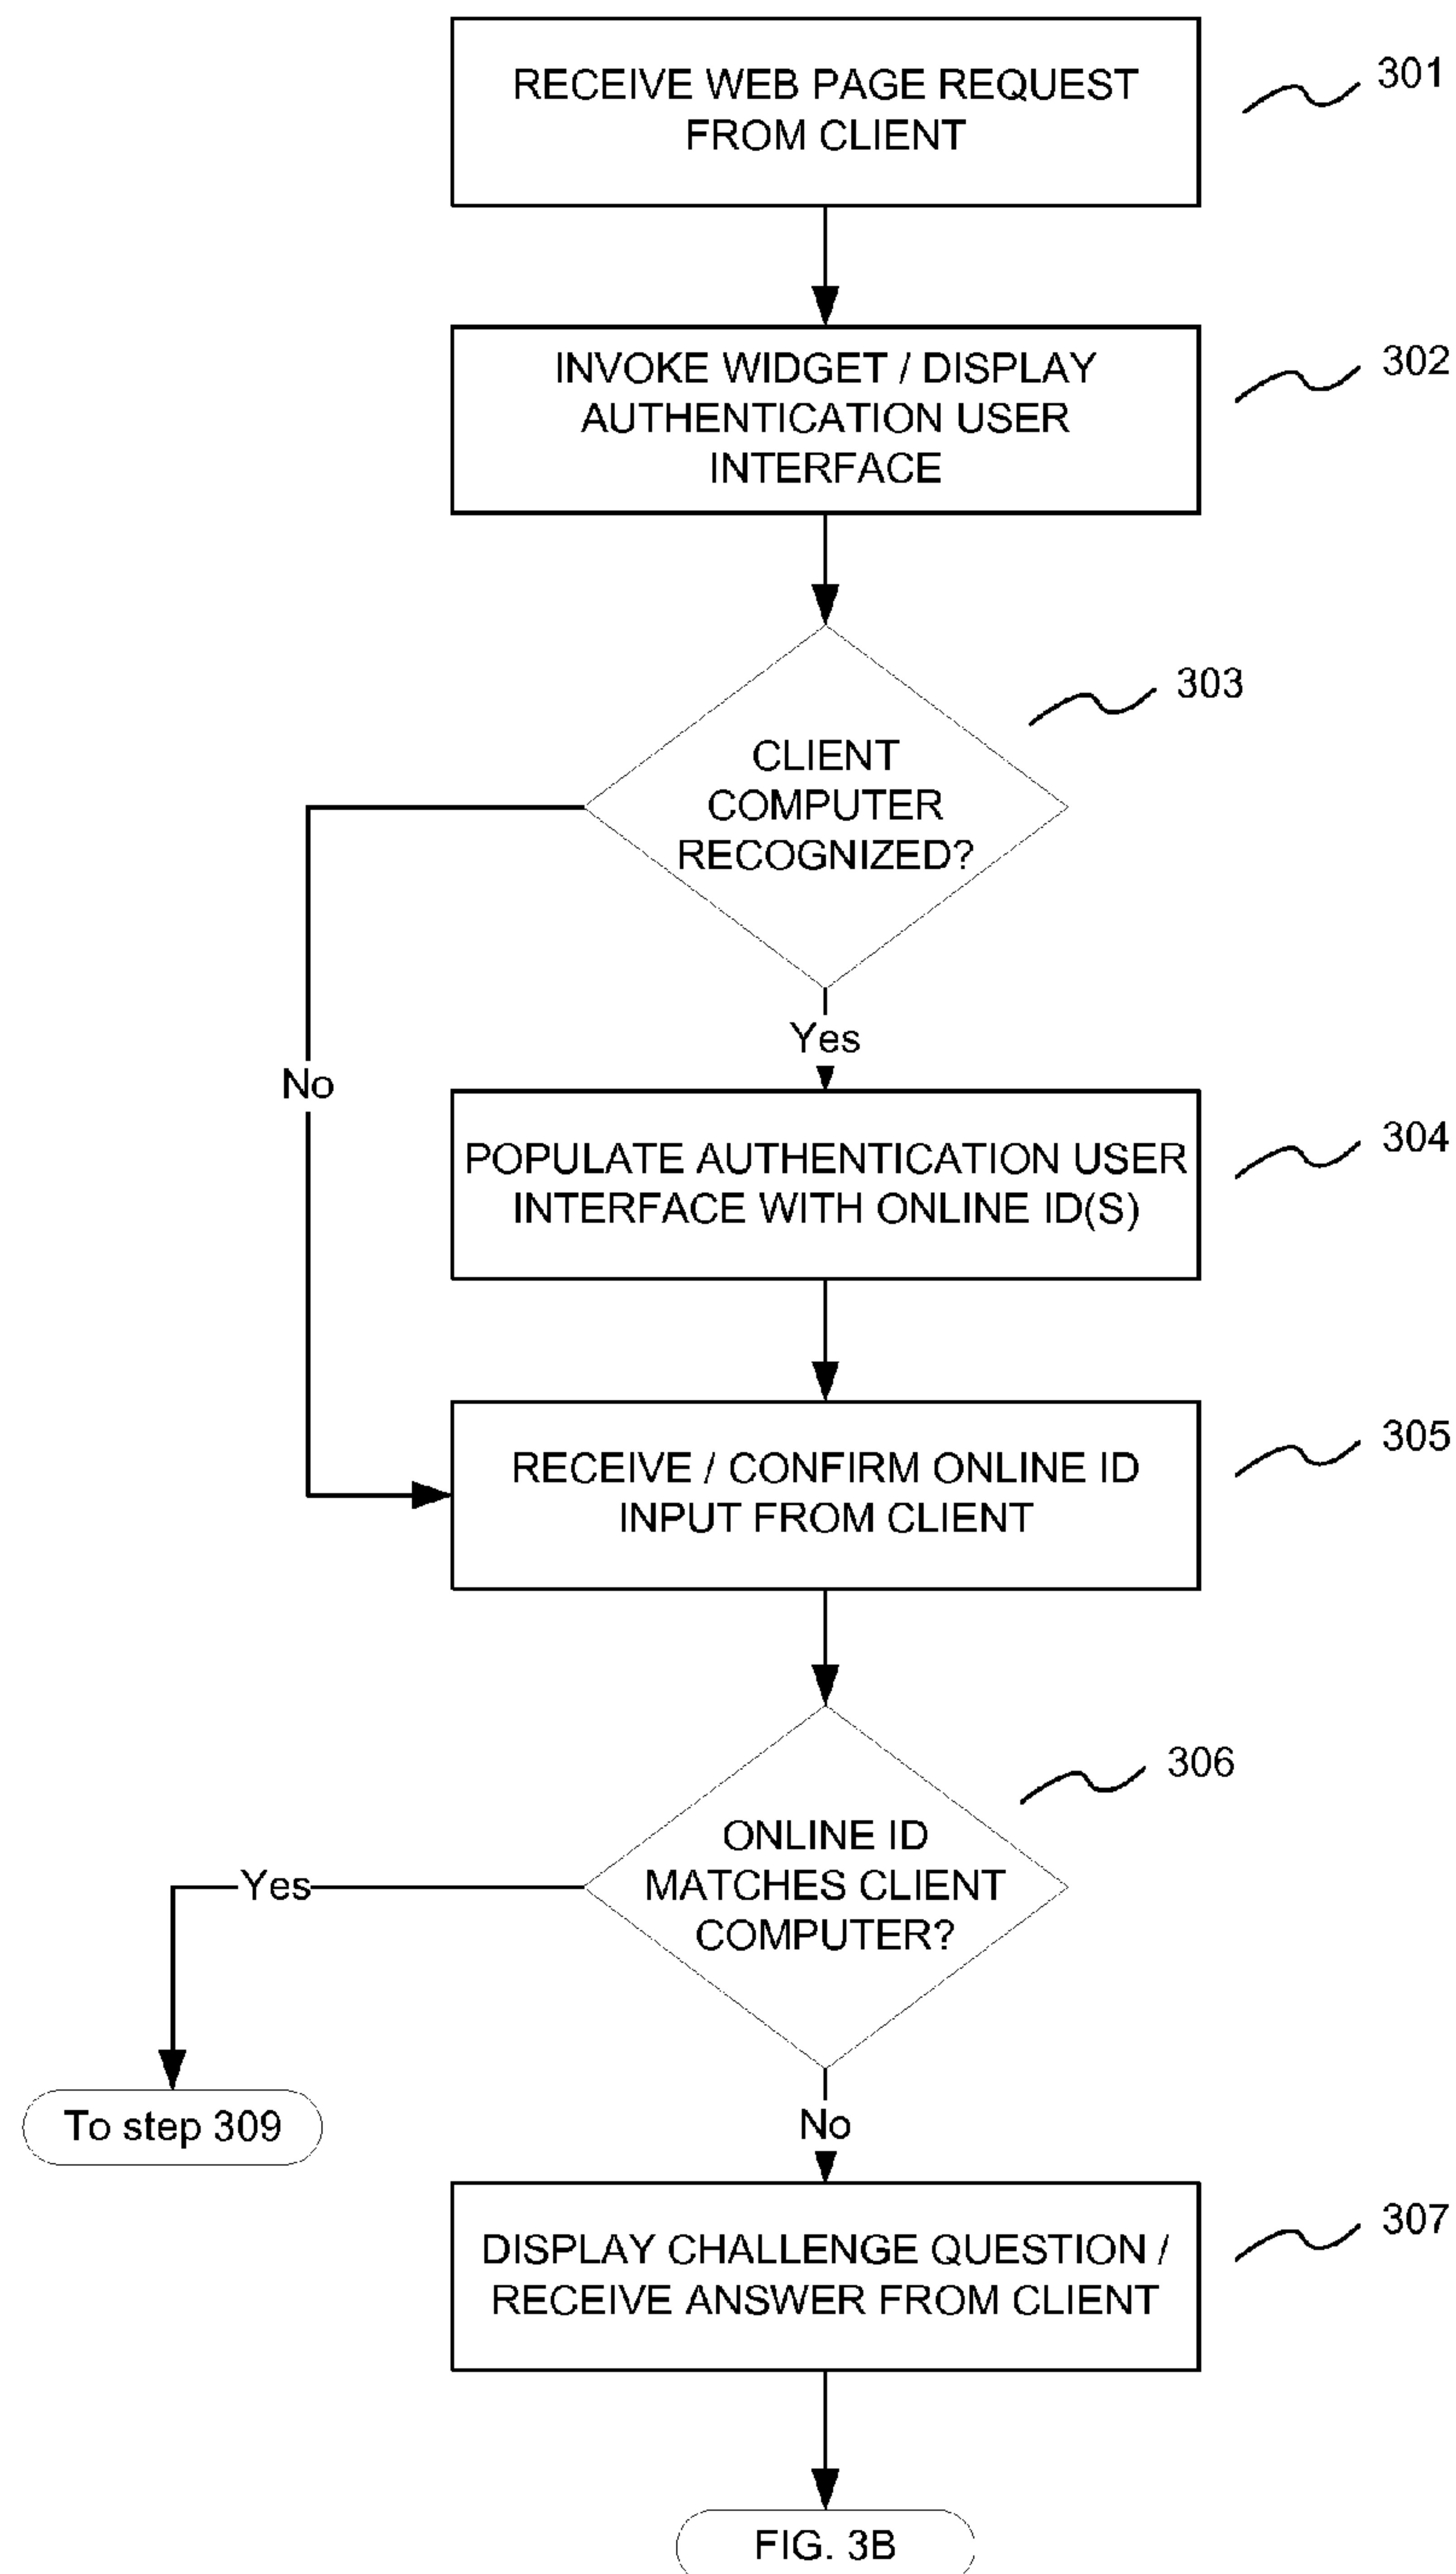 RECEIVE WEB PAGE REQUEST
FROM CLIENT
301
INVOKE WIDGET / DISPLAY
AUTHENTICATION USER
INTERFACE
302
CLIENT
COMPUTER
RECOGNIZED?
303
Yes
No
POPULATE AUTHENTICATION USER
INTERFACE WITH ONLINE ID(S)
304
RECEIVE / CONFIRM ONLINE ID
INPUT FROM CLIENT
305
ONLINE ID
MATCHES CLIENT
COMPUTER?
306
Yes
To step 309
No
DISPLAY CHALLENGE QUESTION /
RECEIVE ANSWER FROM CLIENT
307
FIG. 3B